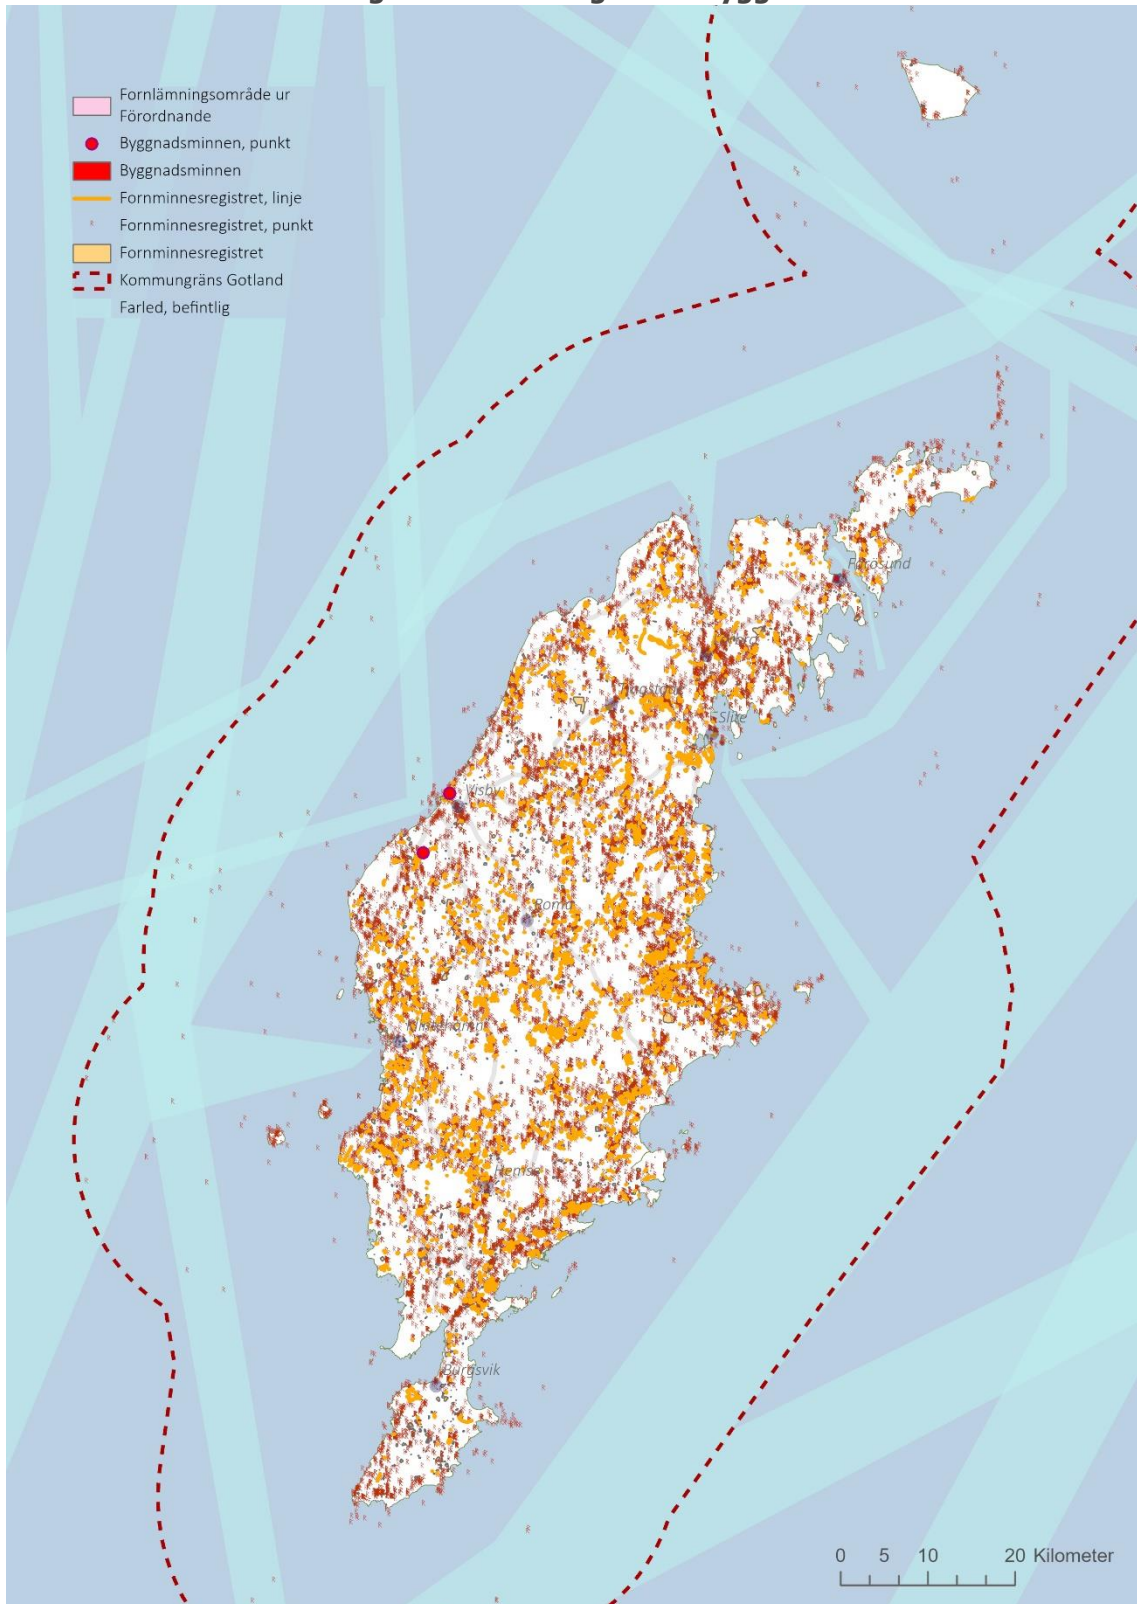 Fornlämningsområde ur
Förordnande
Byggnadsminnen, punkt
Byggnadsminnen
Fornminnesregistret, linje
Fornminnesregistret, punkt
Fornminnesregistret
Kommungräns Gotland
Farled, befintlig
Fårösund
Slite
Visby
Roma
Klintehamn
Hemse
Burgsvik
0 5 10 20 Kilometer